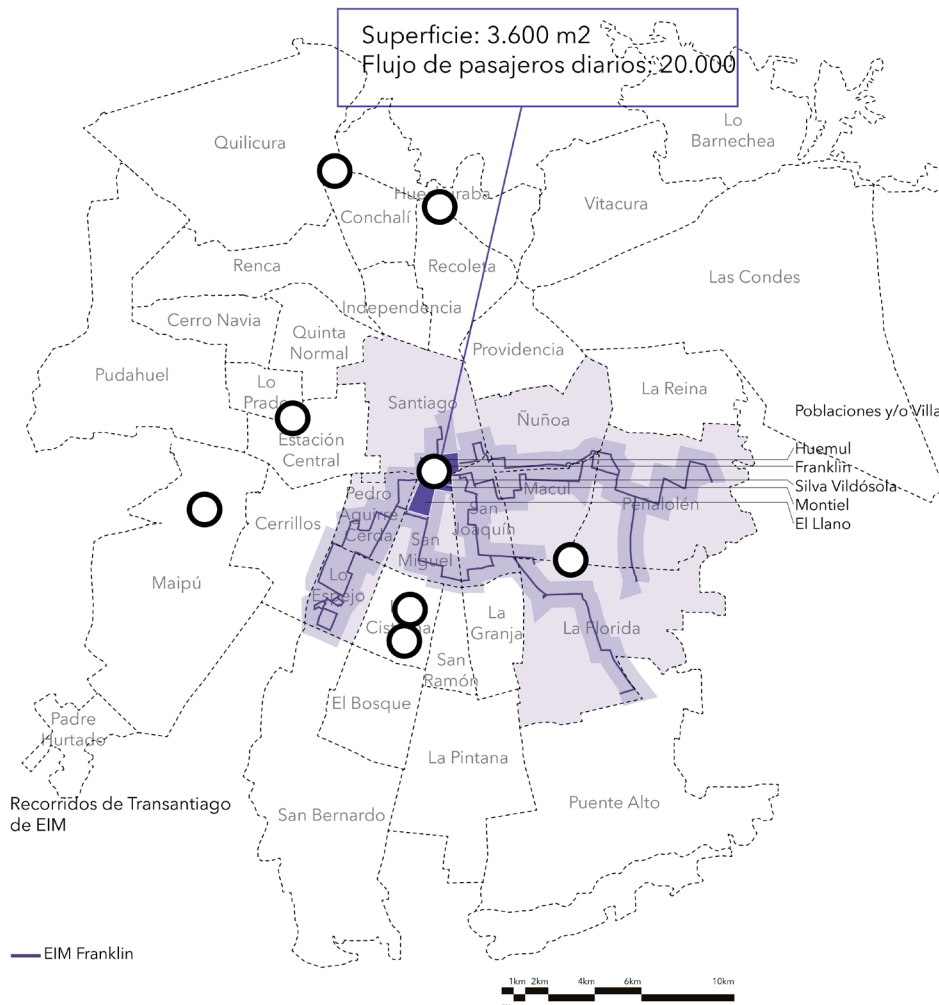 Superficie: 3.600 m2
Flujo de pasajeros diarios: 20.000
Lo
Barnechea
Quilicura
Huechuraba
Vitacura
Conchalí
Renca
Recoleta
Las Condes
Independencia
Cerro Navia
Quinta
Normal
Providencia
Pudahuel
Lo
Prado
La Reina
Santiago
Ñuñoa
Poblaciones y/o Villa
Estación
Central
Huemul
Franklin
Silva Vildósola
Montiel
El Llano
Pedro
Aguirre
Cerda
Macul
Peñalolén
San
Joaquín
Cerrillos
San
Miguel
Maipú
Lo
Espejo
La
Granja
Cisterna
La Florida
San
Ramón
El Bosque
Padre
Hurtado
La Pintana
Recorridos de Transantiago
de EIM
San Bernardo
Puente Alto
EIM Franklin
1km 2km 4km 6km 10km